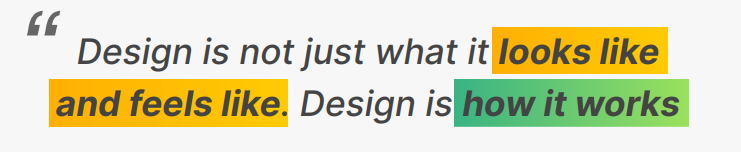 “ Design is not just what it looks like
and feels like. Design is how it works